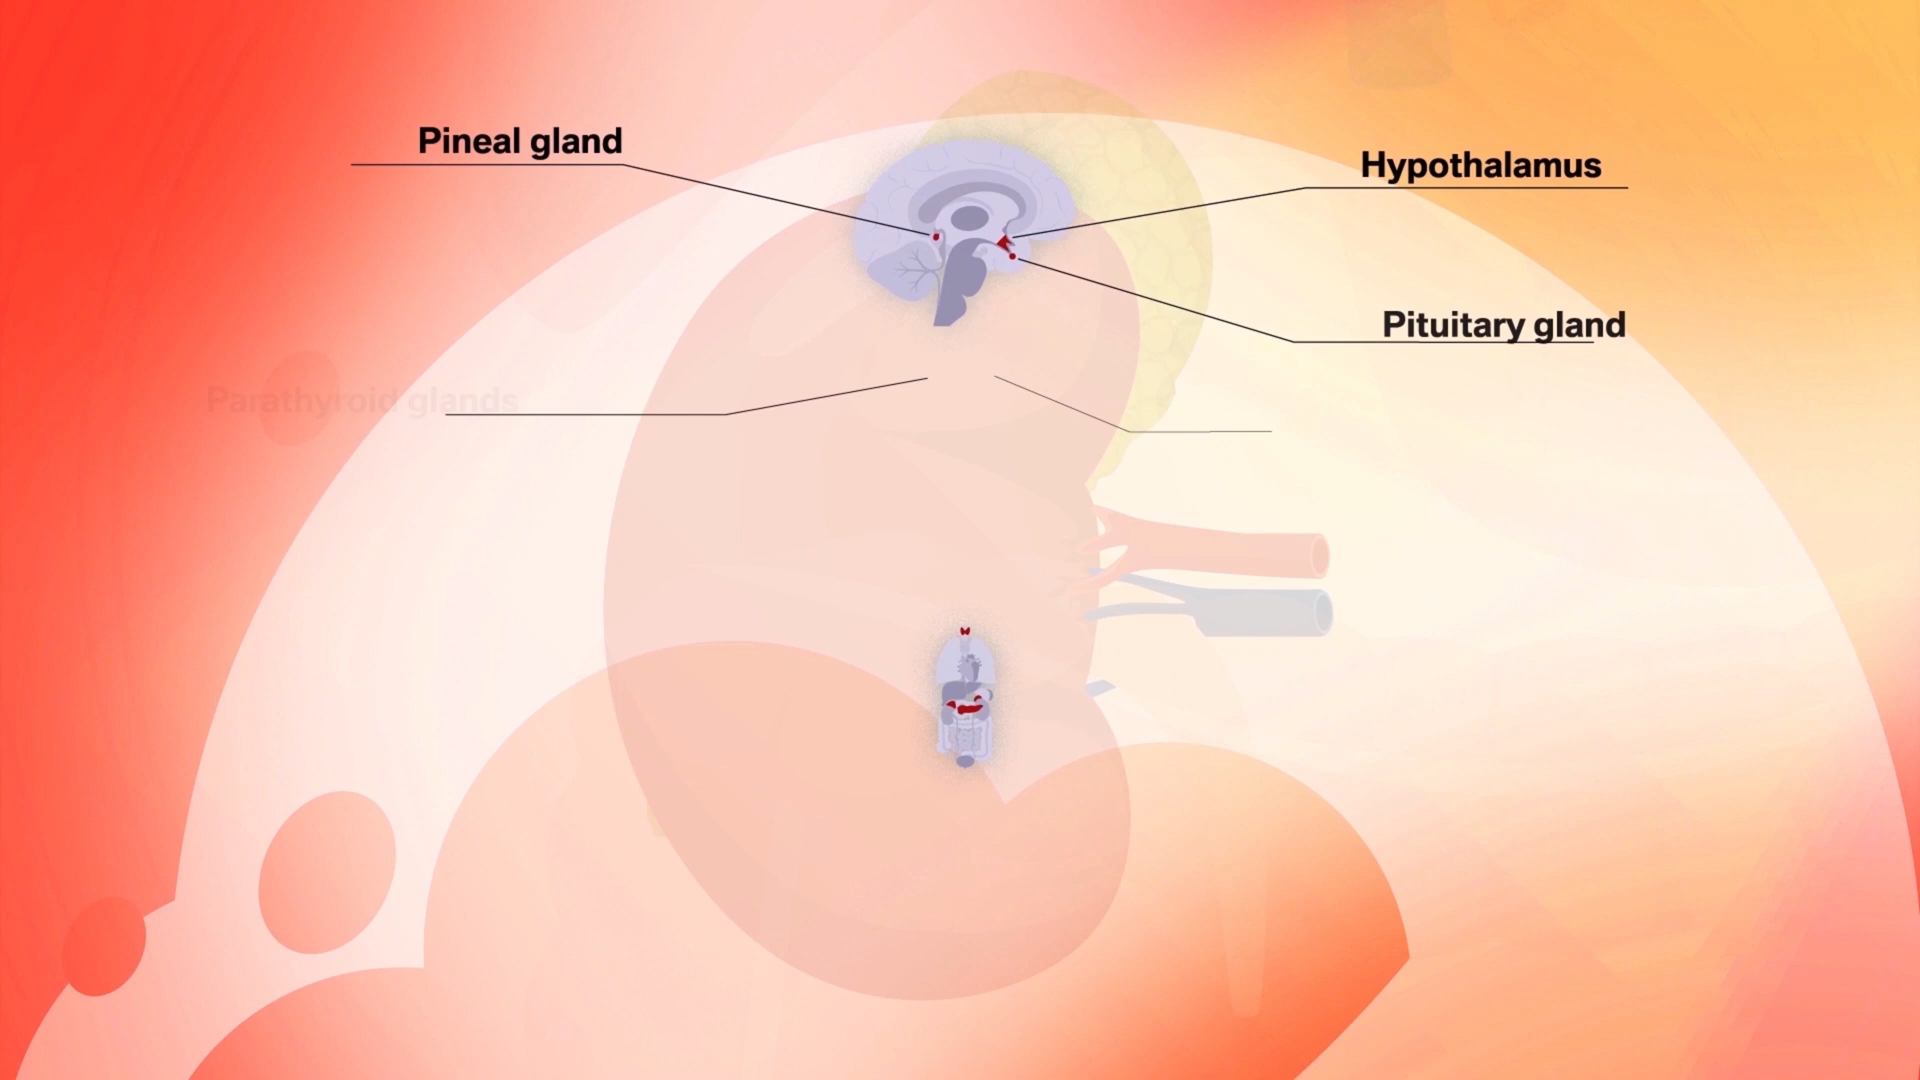 Pineal gland
Hypothalamus
Pituitary gland
Parathyroid glands